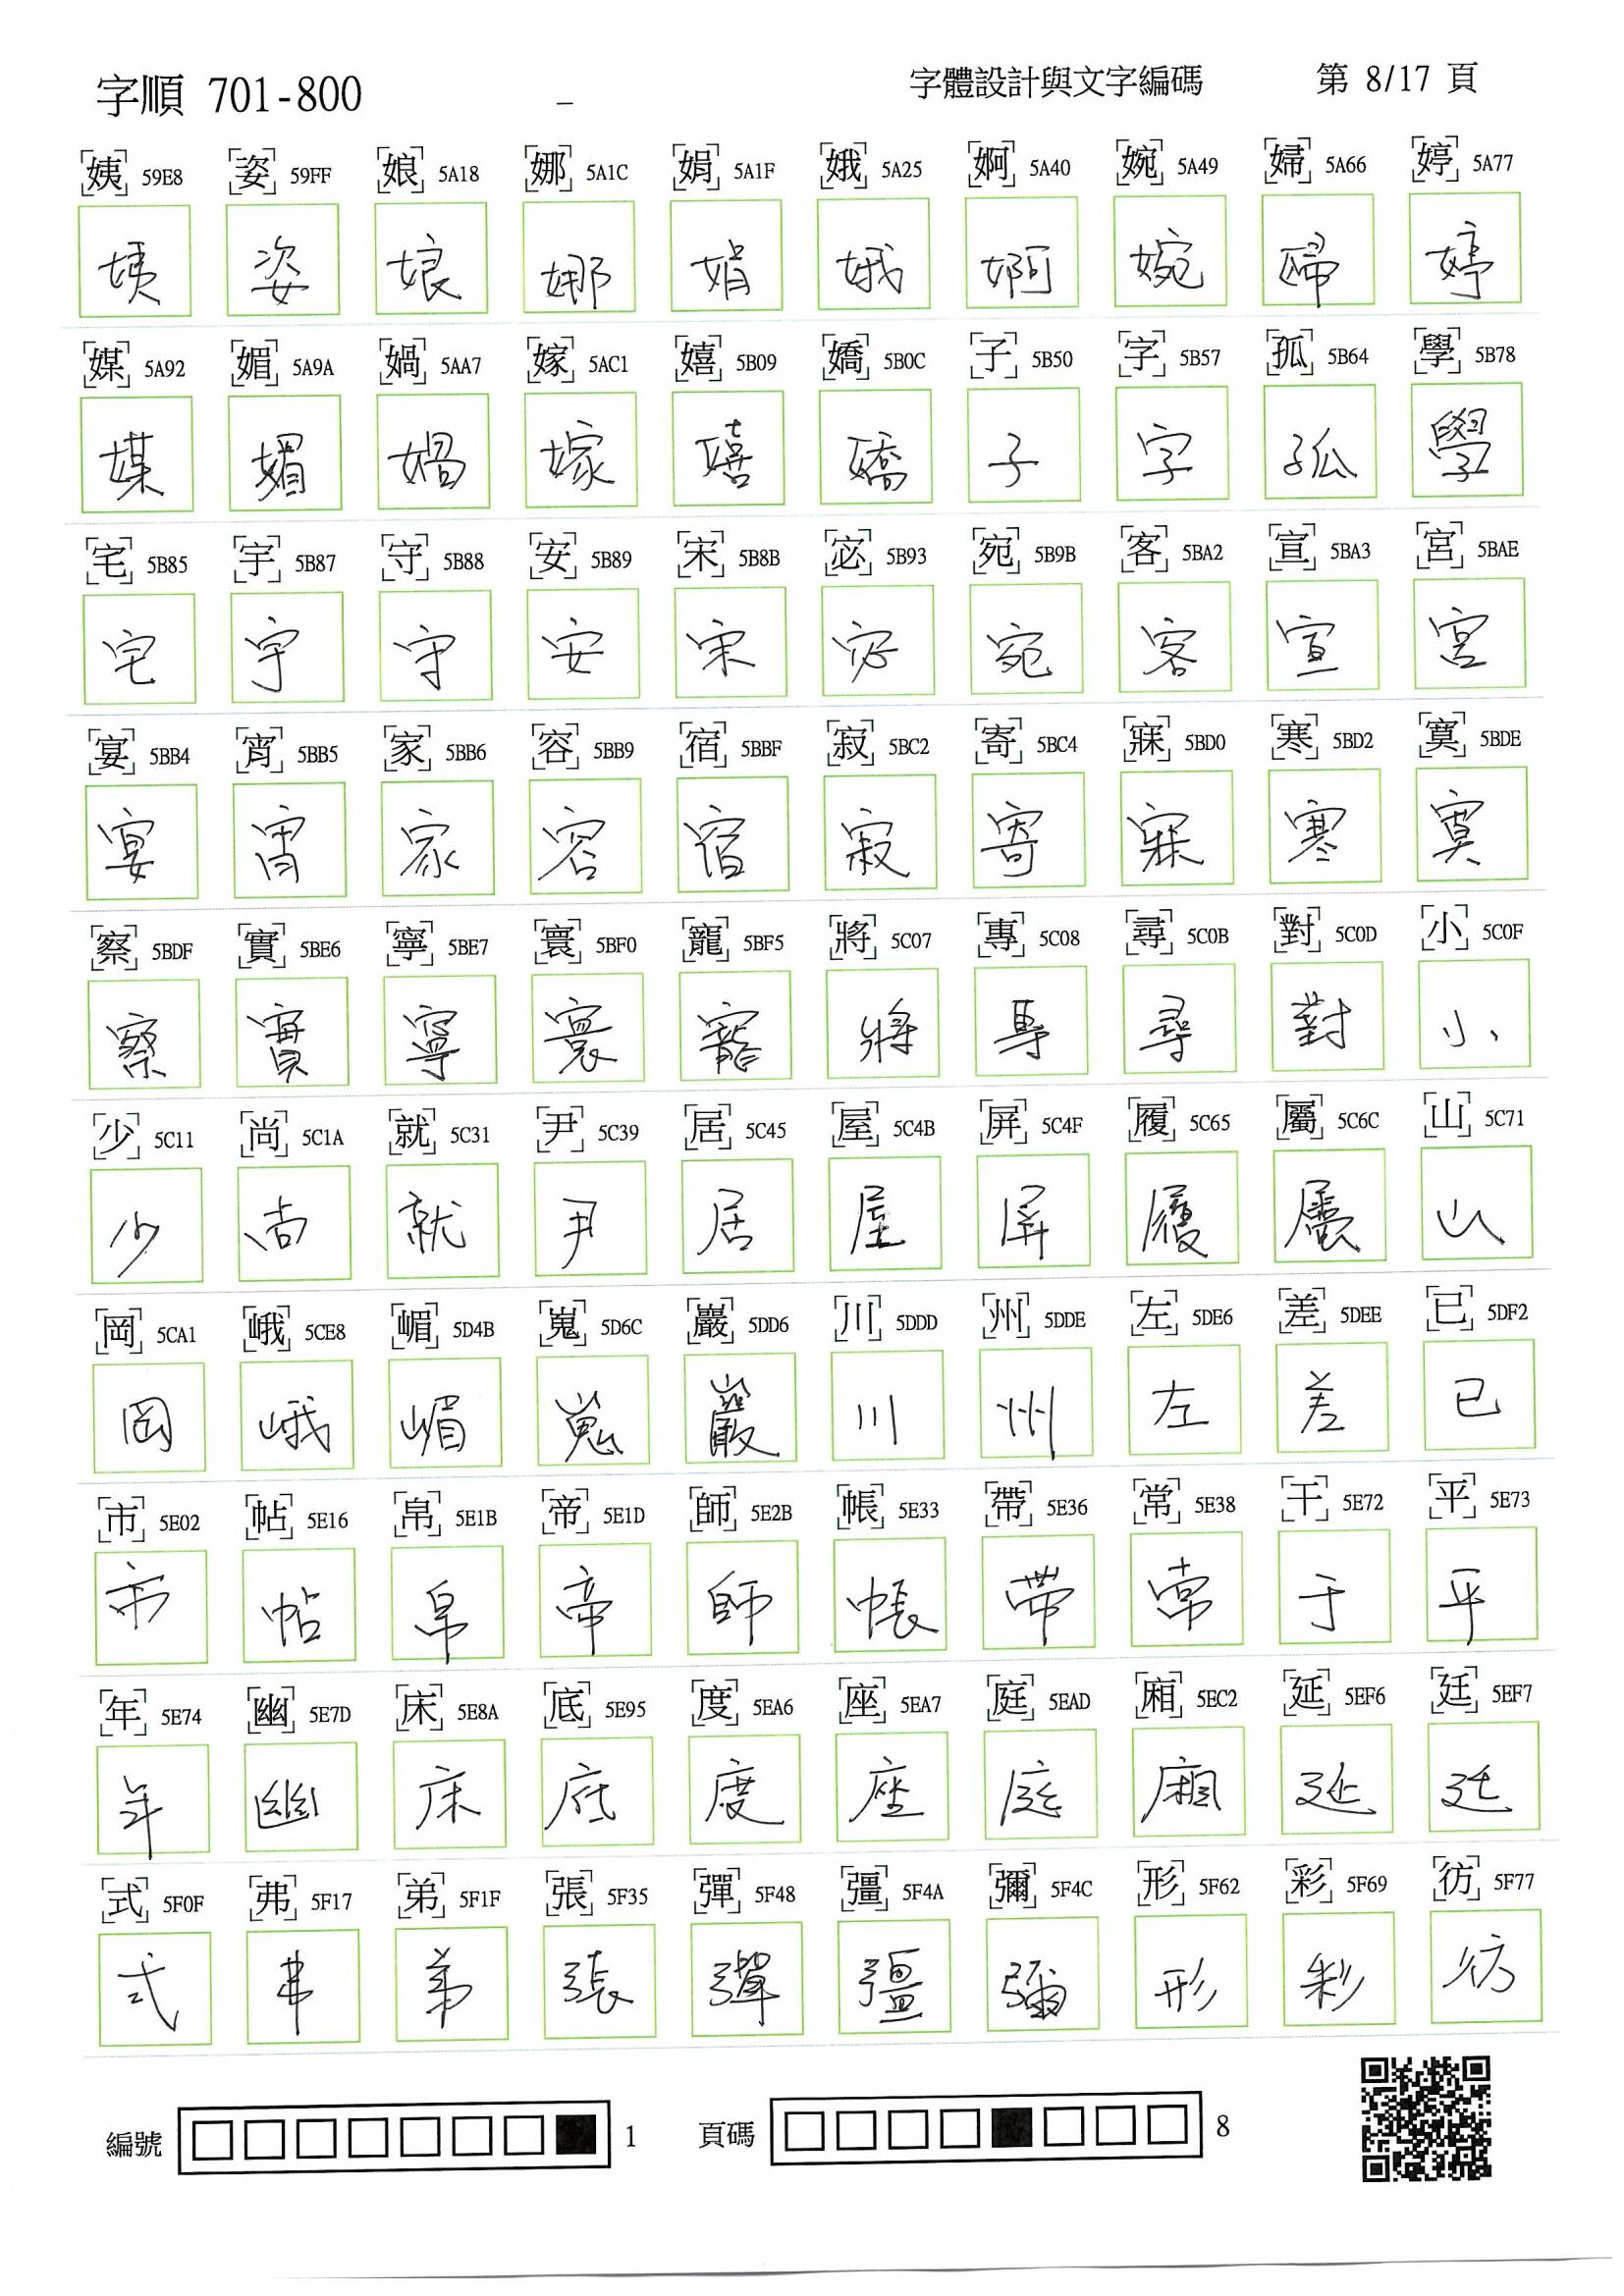 字順 701-800 _ 字體設計與文字編碼 第 8/17 頁
姨 59E8 姿 59FF 娘 5A18 娜 5A1C 娟 5A1F 娥 5A25 婀 5A40 婉 5A49 婦 5A66 婷 5A77
姨 姿 娘 娜 娟 娥 婀 婉 婦 婷
媒 5A92 媚 5A9A 媧 5AA7 嫁 5AC1 嬉 5B09 嬌 5B0C 子 5B50 字 5B57 孤 5B64 學 5B78
媒 媚 媧 嫁 嬉 嬌 子 字 孤 學
宅 5B85 宇 5B87 守 5B88 安 5B89 宋 5B8B 宓 5B93 宛 5B9B 客 5BA2 宣 5BA3 宮 5BAE
宅 宇 守 安 宋 宓 宛 客 宣 宮
宴 5BB4 宵 5BB5 家 5BB6 容 5BB9 宿 5BBF 寂 5BC2 寄 5BC4 寐 5BD0 寒 5BD2 寞 5BDE
宴 宵 家 容 宿 寂 寄 寐 寒 寞
察 5BDF 實 5BE6 寧 5BE7 寰 5BF0 寵 5BF5 將 5C07 專 5C08 尋 5C0B 對 5C0D 小 5C0F
察 實 寧 寰 寵 將 專 尋 對 小
少 5C11 尚 5C1A 就 5C31 尹 5C39 居 5C45 屋 5C4B 屏 5C4F 履 5C65 屬 5C6C 山 5C71
少 尚 就 尹 居 屋 屏 履 屬 山
岡 5CA1 峨 5CE8 嵋 5D4B 嵬 5D6C 巖 5DD6 川 5DDD 州 5DDE 左 5DE6 差 5DEE 已 5DF2
岡 峨 嵋 嵬 巖 川 州 左 差 已
市 5E02 帖 5E16 帛 5E1B 帝 5E1D 師 5E2B 帳 5E33 帶 5E36 常 5E38 干 5E72 平 5E73
市 帖 帛 帝 師 帳 帶 常 于 平
年 5E74 幽 5E7D 床 5E8A 底 5E95 度 5EA6 座 5EA7 庭 5EAD 廂 5EC2 延 5EF6 廷 5EF7
年 幽 床 底 度 座 庭 廂 延 廷
式 5F0F 弗 5F17 弟 5F1F 張 5F35 彈 5F48 彊 5F4A 彌 5F4C 形 5F62 彩 5F69 彷 5F77
式 弗 弟 張 彈 彊 彌 形 彩 彷
編號 1 頁碼 8